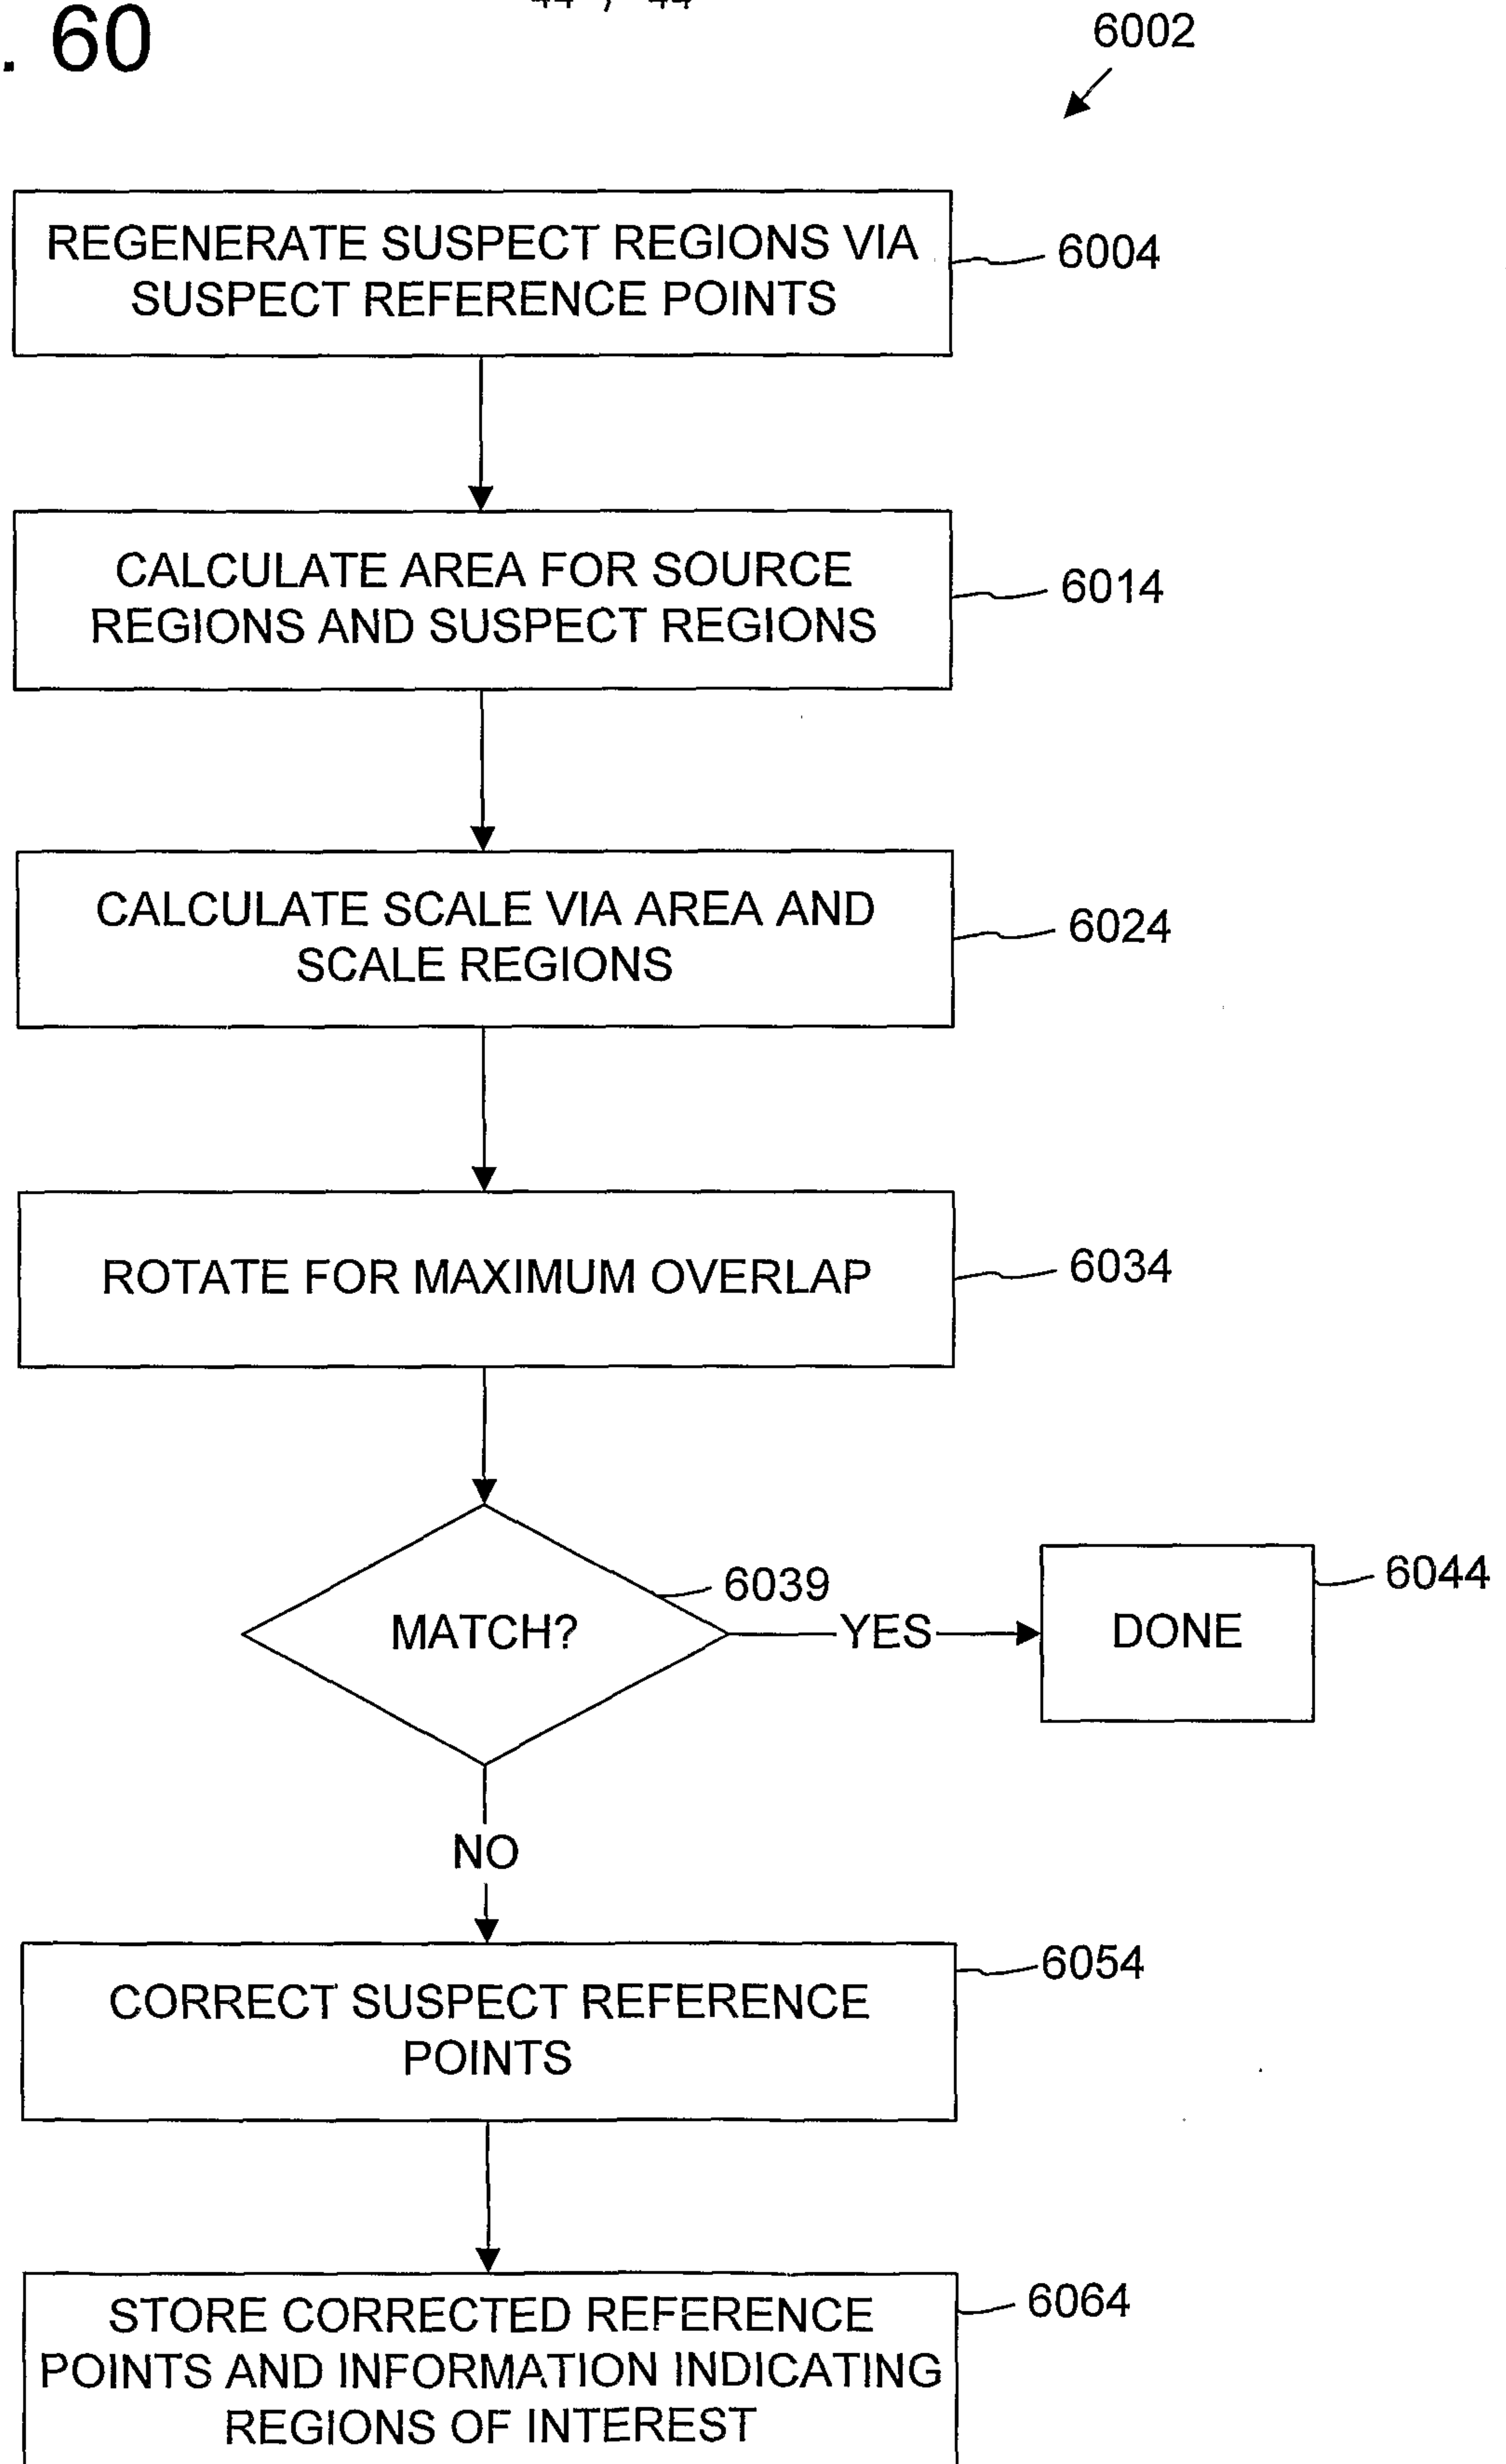 . 60
6002
REGENERATE SUSPECT REGIONS VIA
SUSPECT REFERENCE POINTS
6004
CALCULATE AREA FOR SOURCE
REGIONS AND SUSPECT REGIONS
6014
CALCULATE SCALE VIA AREA AND
SCALE REGIONS
6024
ROTATE FOR MAXIMUM OVERLAP
6034
MATCH?
6039
YES
DONE
6044
NO
CORRECT SUSPECT REFERENCE
POINTS
6054
STORE CORRECTED REFERENCE
POINTS AND INFORMATION INDICATING
REGIONS OF INTEREST
6064